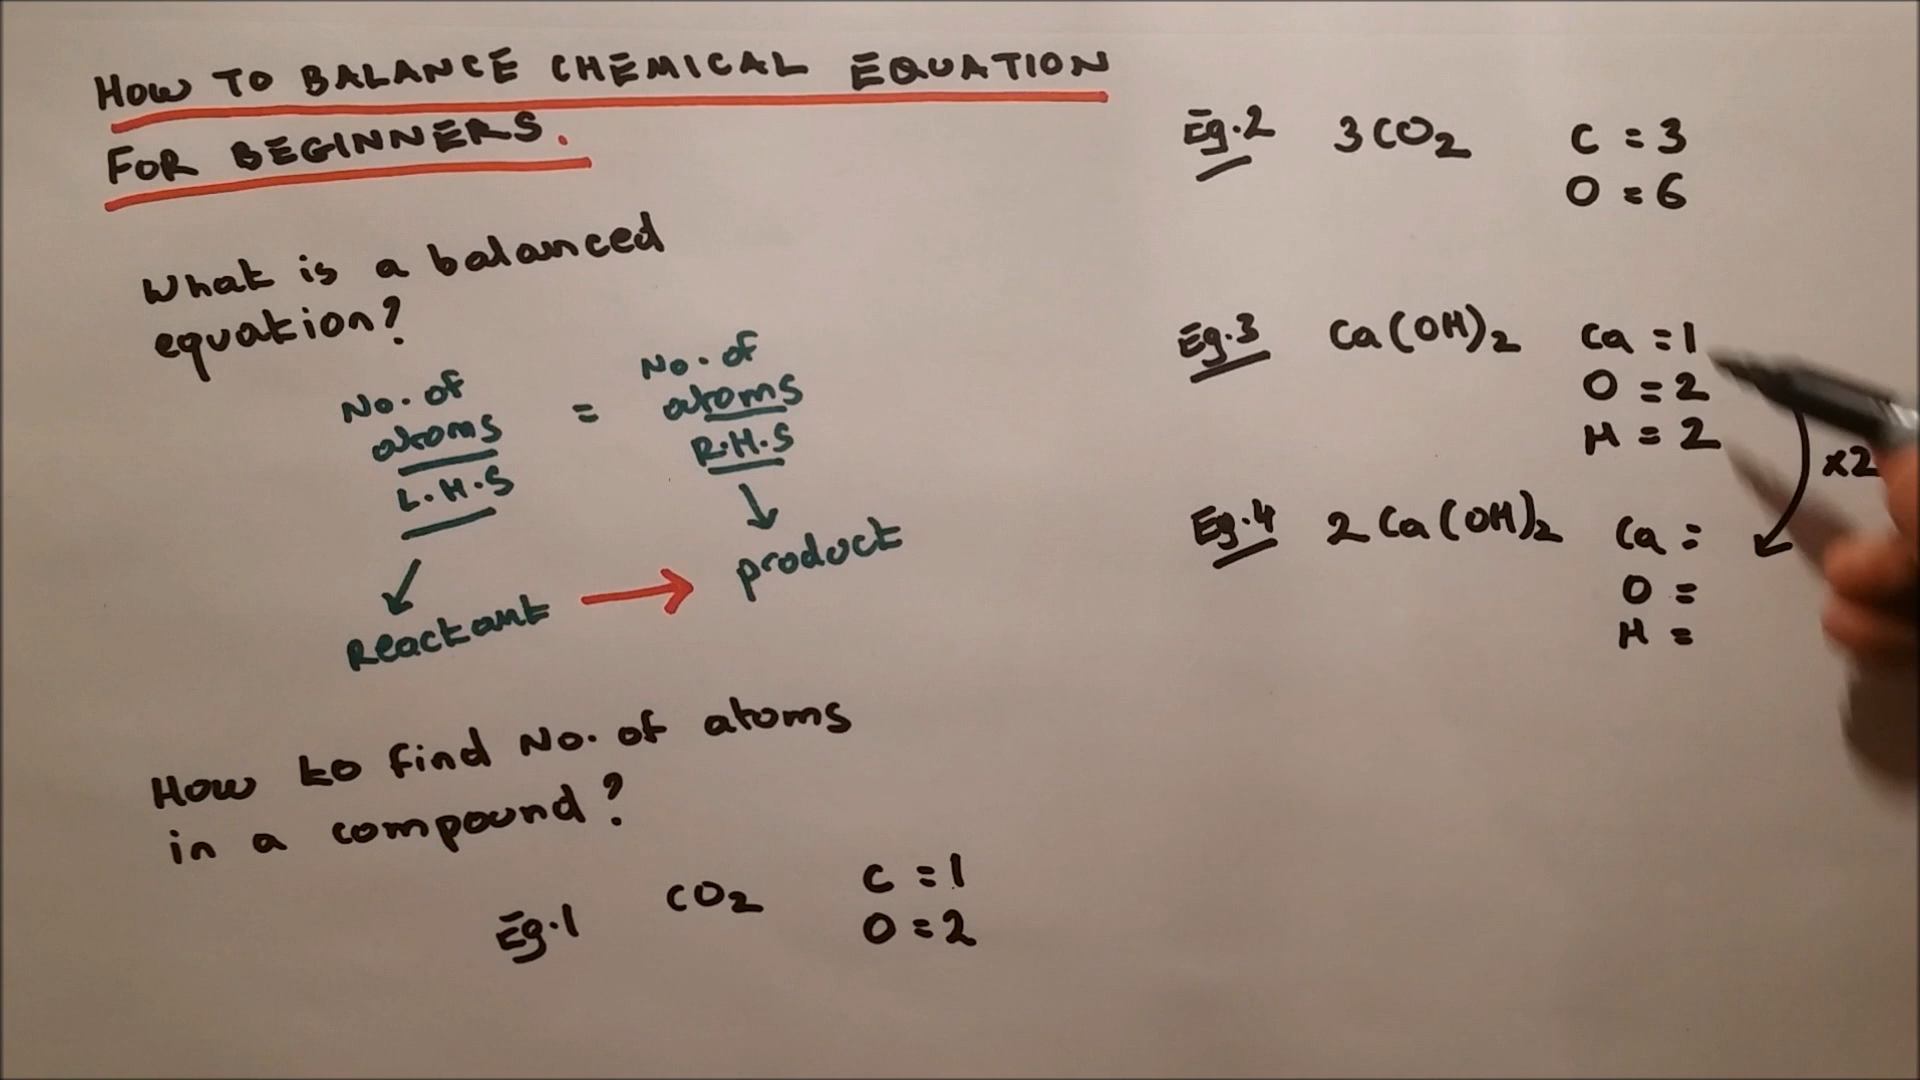 HOW TO BALANCE CHEMICAL EQUATION
FOR BEGINNERS.
What is a balanced
equation?
No. of
atoms
L.H.S
=
No. of
atoms
R.H.S
Reactant → product
How to find No. of atoms
in a compound?
Eg.1 CO2 C = 1
O = 2
Eg.2 3CO2 C = 3
O = 6
Eg.3 Ca(OH)2 Ca = 1
O = 2
H = 2
x2
Eg.4 2Ca(OH)2 Ca =
O =
H =